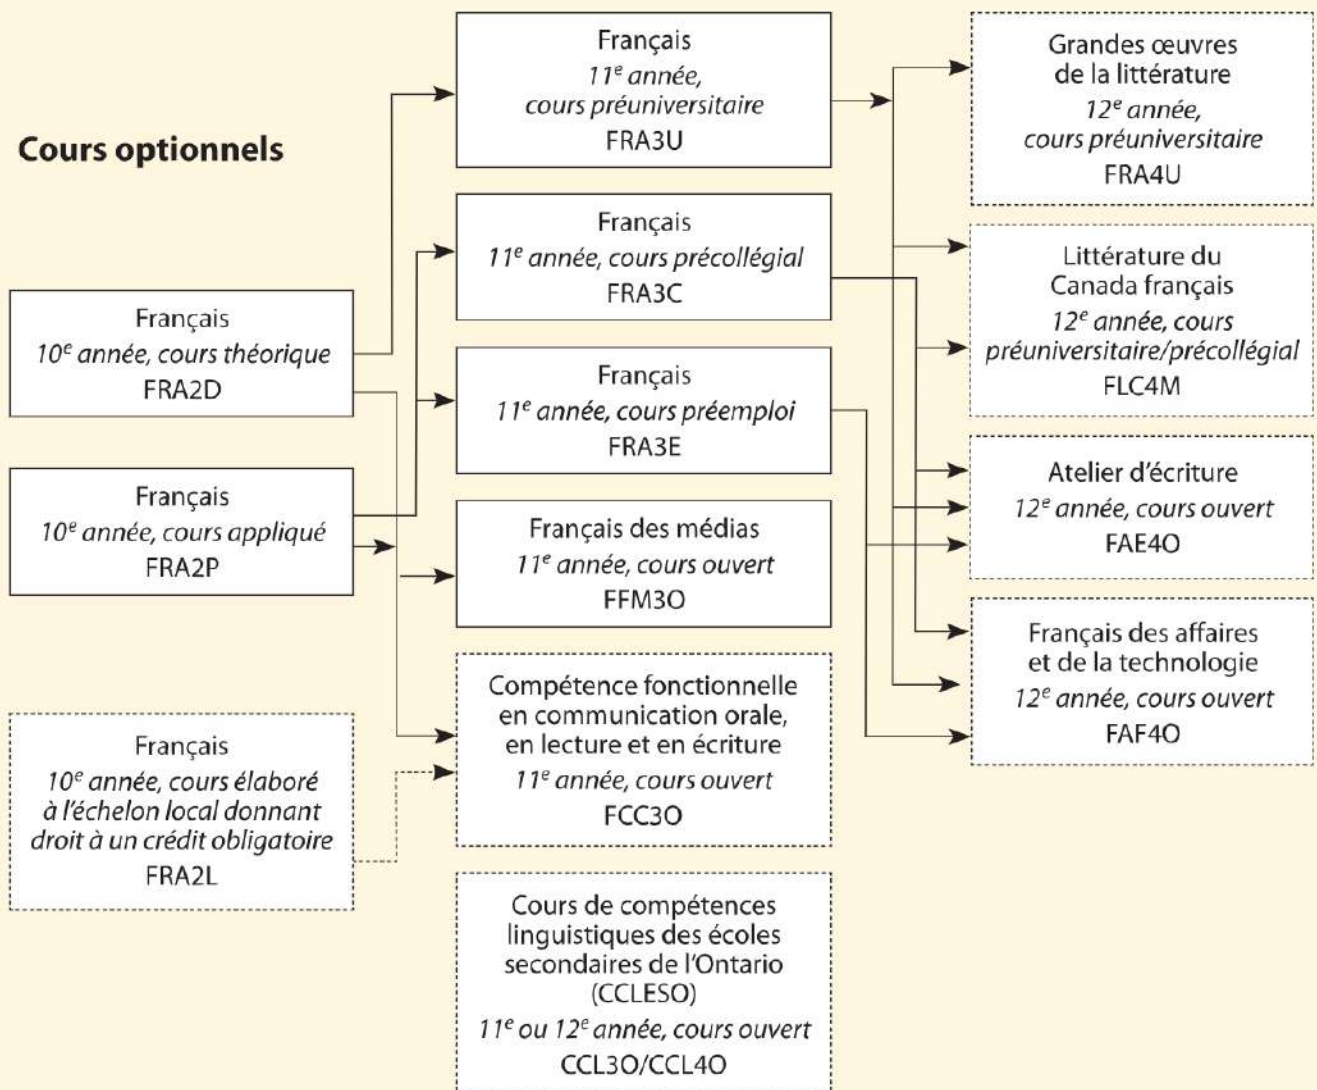 Cours optionnels
Français
10e année, cours théorique
FRA2D
Français
10e année, cours appliqué
FRA2P
Français
10e année, cours élaboré
à l'échelon local donnant
droit à un crédit obligatoire
FRA2L
Français
11e année,
cours préuniversitaire
FRA3U
Français
11e année, cours précollégial
FRA3C
Français
11e année, cours préemploi
FRA3E
Français des médias
11e année, cours ouvert
FFM3O
Compétence fonctionnelle
en communication orale,
en lecture et en écriture
11e année, cours ouvert
FCC3O
Cours de compétences
linguistiques des écoles
secondaires de l'Ontario
(CCLESO)
11e ou 12e année, cours ouvert
CCL3O/CCL4O
Grandes œuvres
de la littérature
12e année,
cours préuniversitaire
FRA4U
Littérature du
Canada français
12e année, cours
préuniversitaire/précollégial
FLC4M
Atelier d'écriture
12e année, cours ouvert
FAE4O
Français des affaires
et de la technologie
12e année, cours ouvert
FAF4O